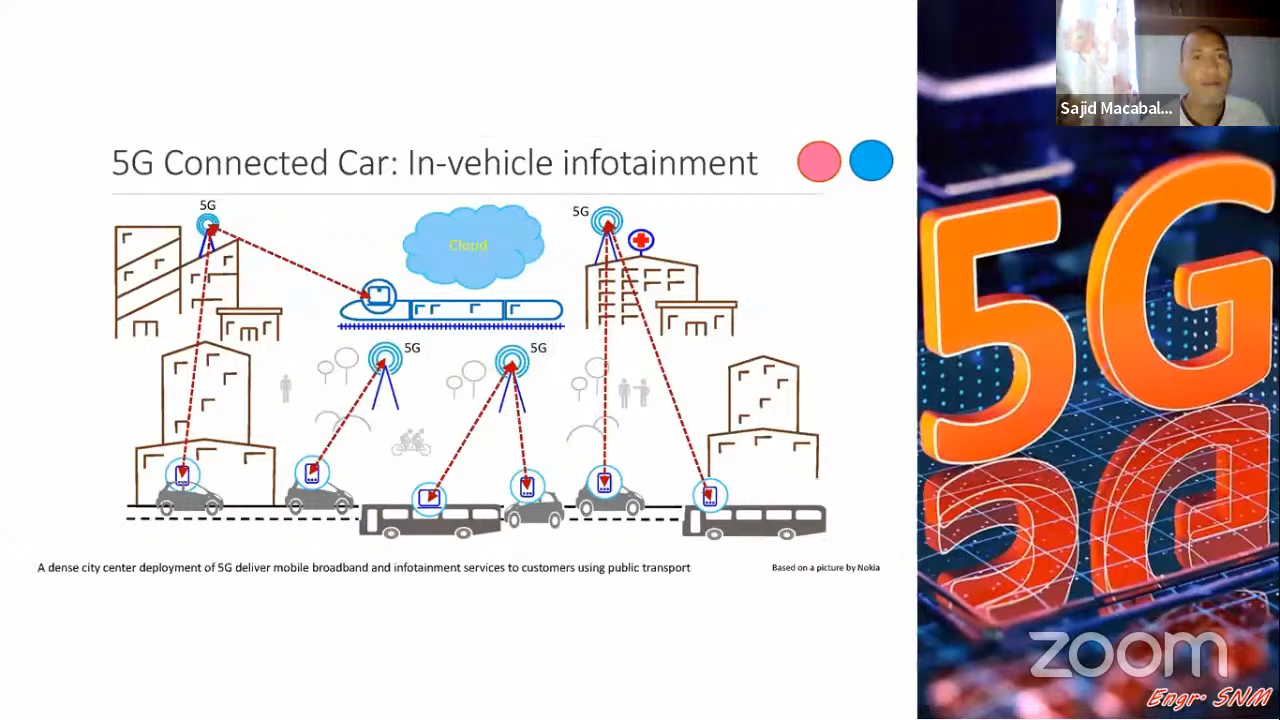 Sajid Macabal...
5G Connected Car: In-vehicle infotainment
5G
Cloud
5G
5G
5G
A dense city center deployment of 5G deliver mobile broadband and infotainment services to customers using public transport
Based on a picture by Nokia
5G
zoom
Engr. SNM